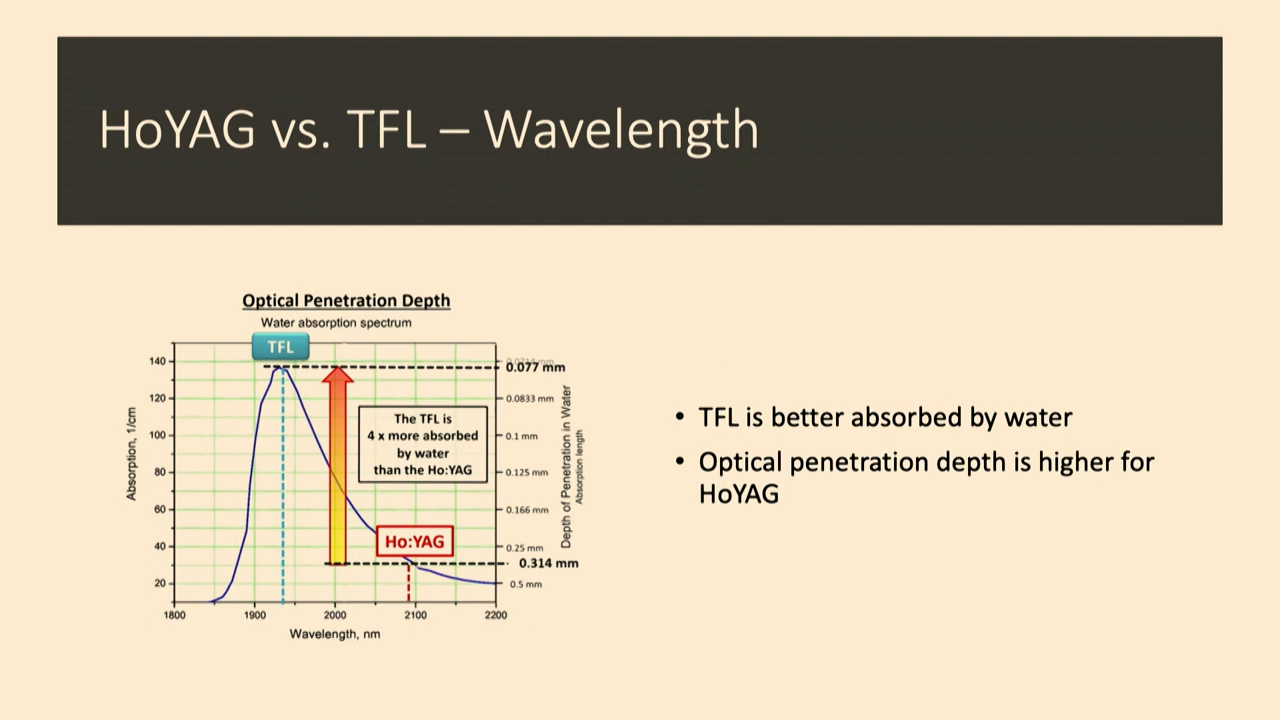 HoYAG vs. TFL – Wavelength
Optical Penetration Depth
Water absorption spectrum
TFL
140
120
100
80
60
40
20
Absorption, 1/cm
1800
1900
2000
2100
2200
Wavelength, nm
The TFL is
4 x more absorbed
by water
than the Ho:YAG
Ho:YAG
0.0714 mm
0.077 mm
0.0833 mm
0.1 mm
0.125 mm
0.166 mm
0.25 mm
0.314 mm
0.5 mm
Depth of Penetration in Water
Absorption length
• TFL is better absorbed by water
• Optical penetration depth is higher for
HoYAG